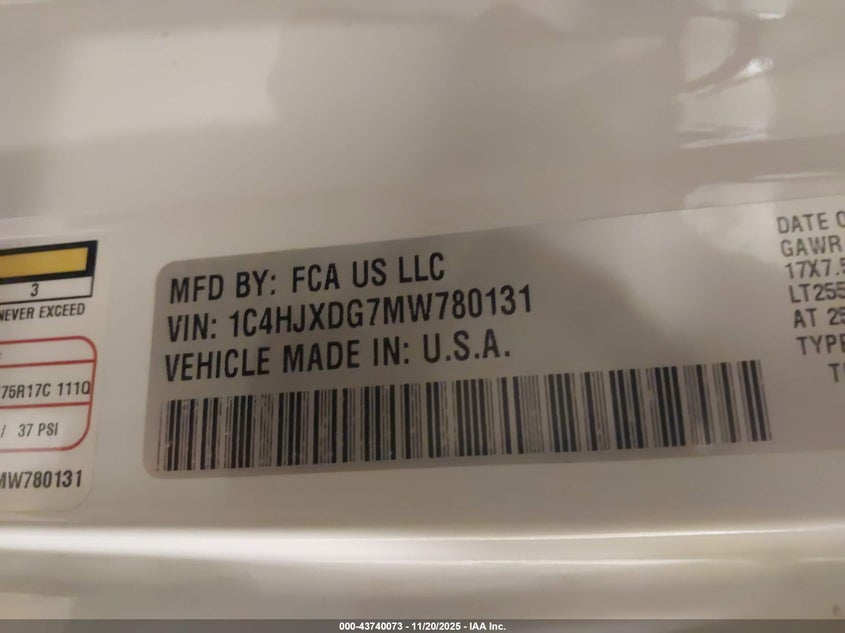 3
NEVER EXCEED
75R17C 111Q
/ 37 PSI
MW780131
MFD BY: FCA US LLC
VIN: 1C4HJXDG7MW780131
VEHICLE MADE IN: U.S.A.
DATE O
GAWR
17X7.5
LT255
AT 25
TYPE
T
000-43740073 - 11/20/2025 - IAA Inc.